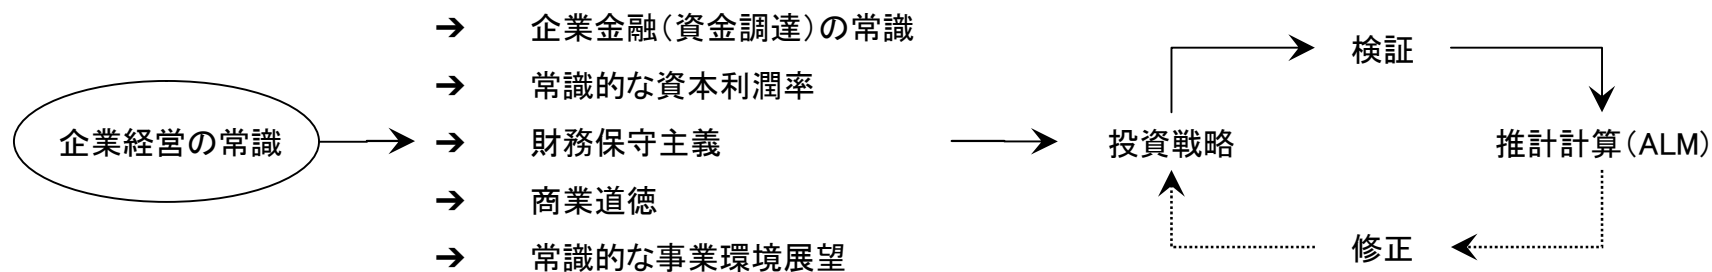 企業経営の常識
➔ 企業金融（資金調達）の常識
➔ 常識的な資本利潤率
➔ 財務保守主義
➔ 商業道徳
➔ 常識的な事業環境展望
投資戦略
検証
推計計算（ALM）
修正